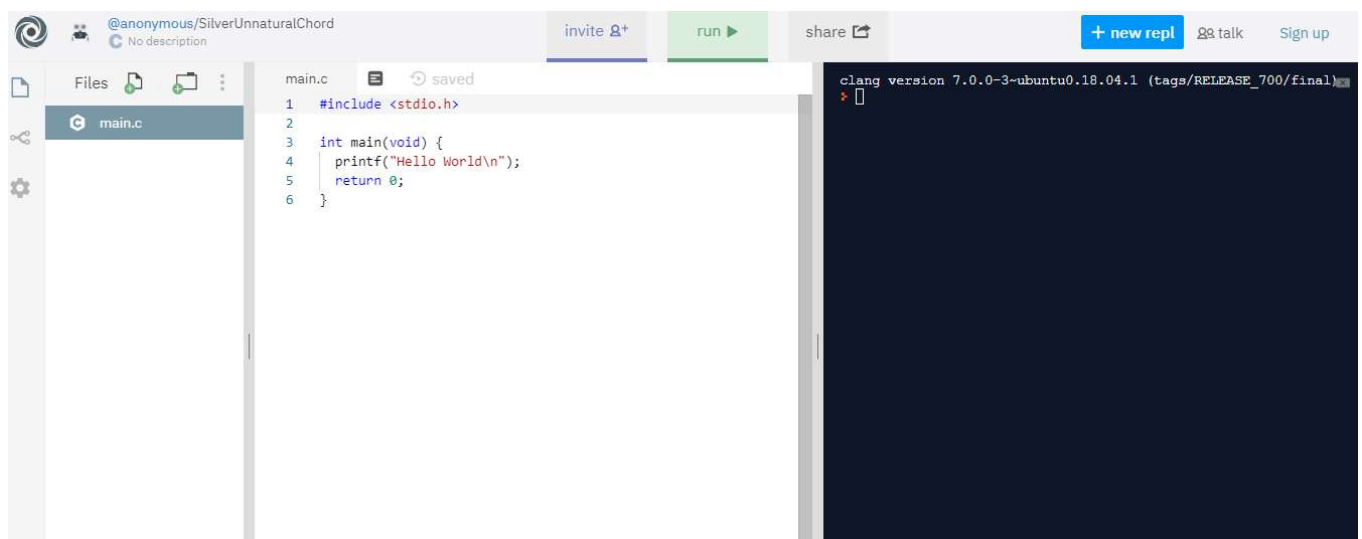 @anonymous/SilverUnnaturalChord
No description
invite
run
share
+ new repl
talk
Sign up
Files
main.c
main.c
saved
1 #include <stdio.h>
2
3 int main(void) {
4 printf("Hello World\n");
5 return 0;
6 }
clang version 7.0.0-3~ubuntu0.18.04.1 (tags/RELEASE_700/final)
>